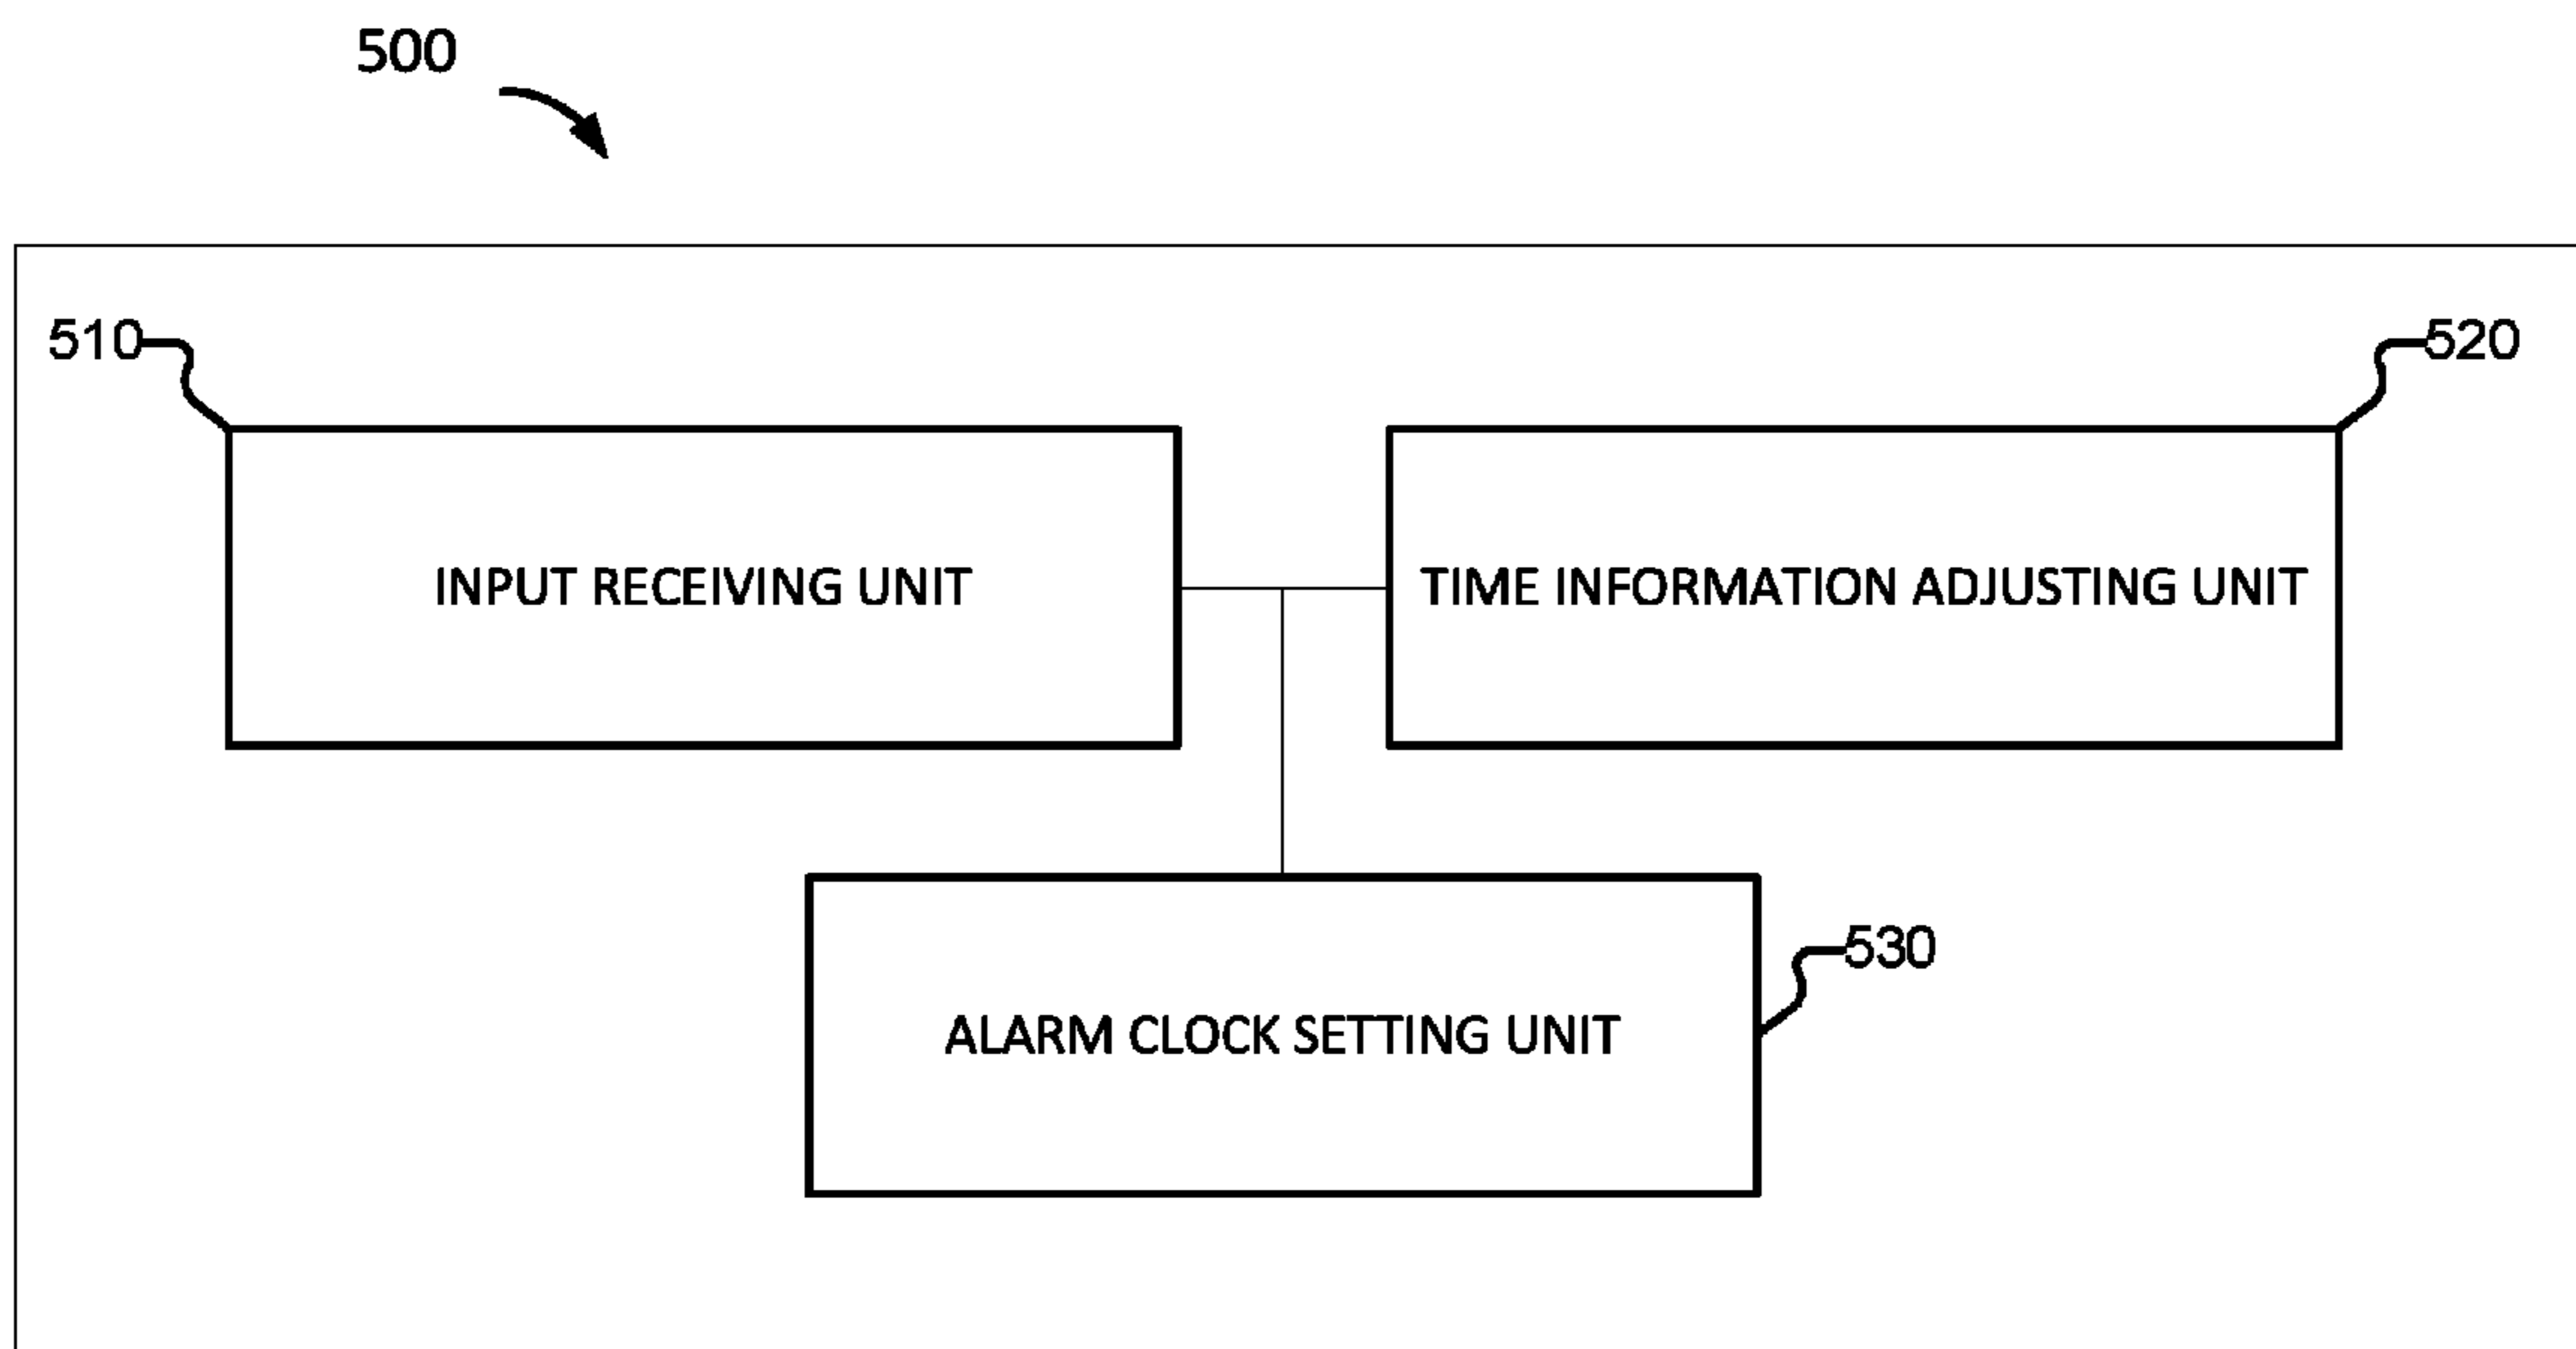 500
510
520
INPUT RECEIVING UNIT
TIME INFORMATION ADJUSTING UNIT
530
ALARM CLOCK SETTING UNIT